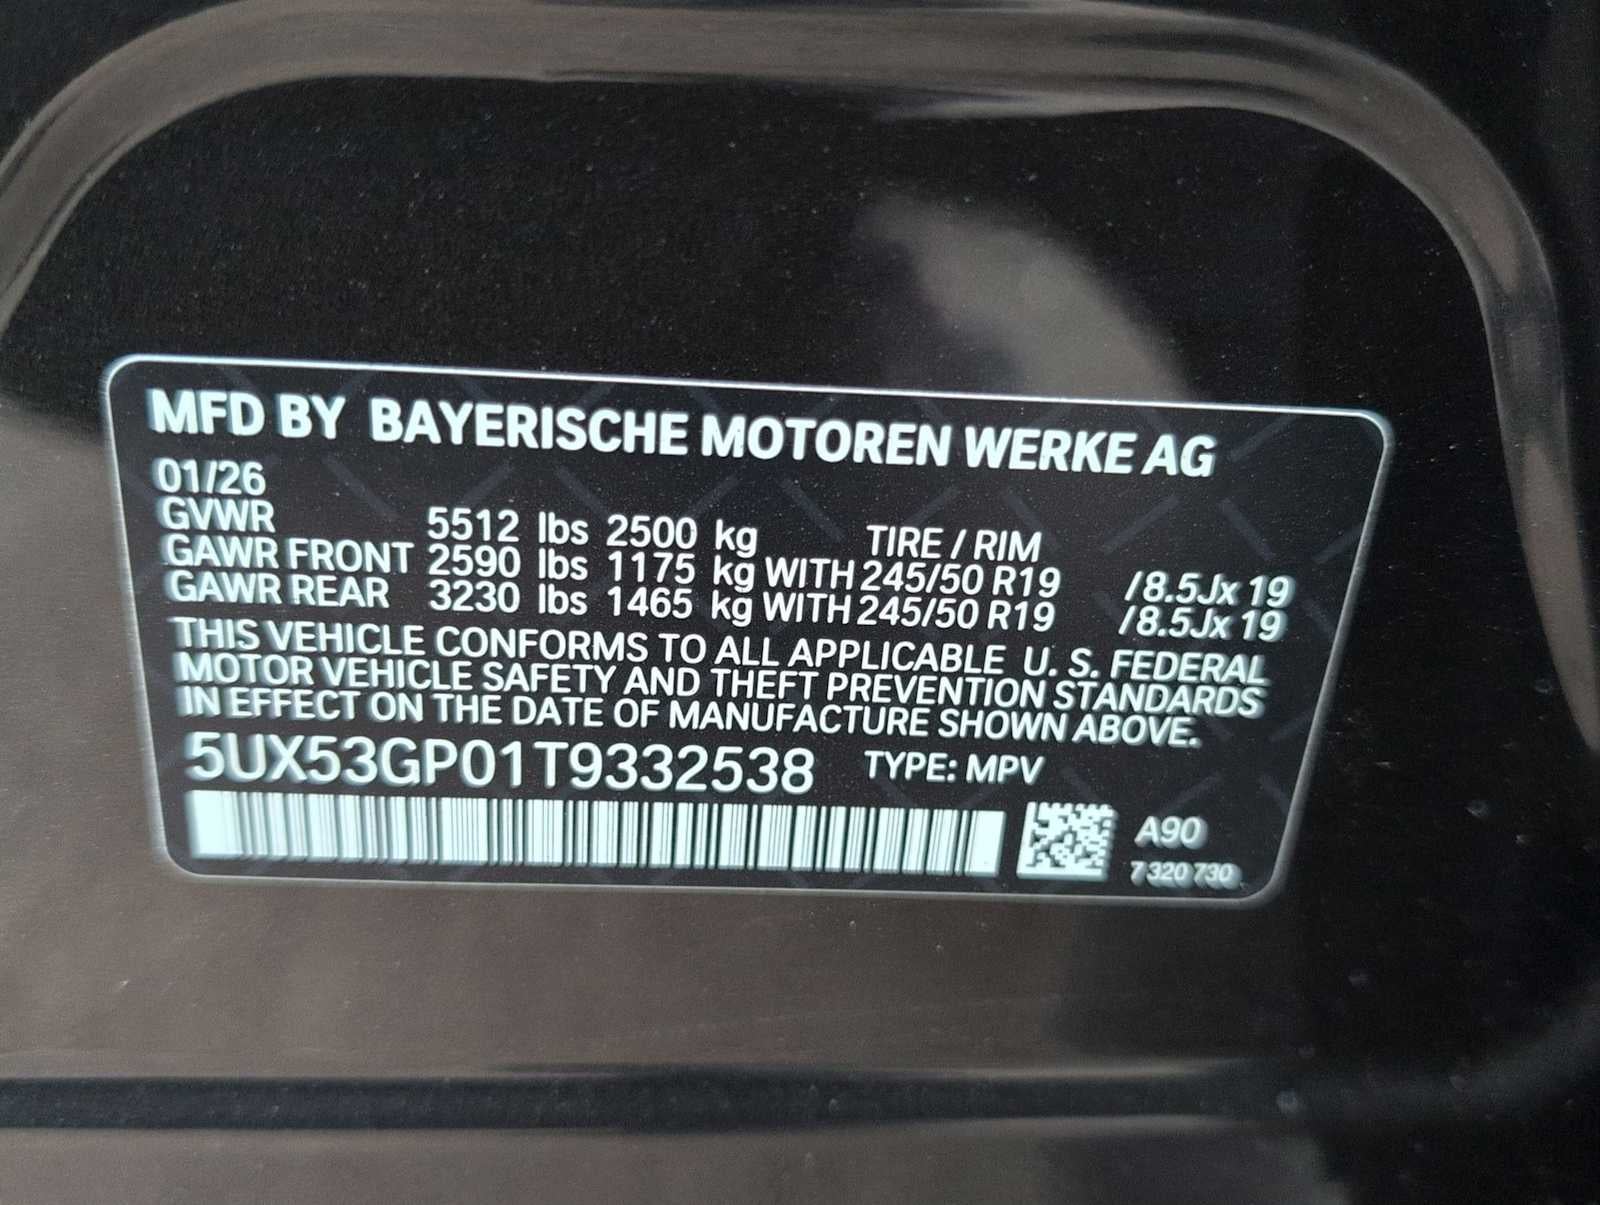 MFD BY BAYERISCHE MOTOREN WERKE AG
01/26
GVWR 5512 lbs 2500 kg TIRE / RIM
GAWR FRONT 2590 lbs 1175 kg WITH 245/50 R19 /8.5Jx 19
GAWR REAR 3230 lbs 1465 kg WITH 245/50 R19 /8.5Jx 19
THIS VEHICLE CONFORMS TO ALL APPLICABLE U. S. FEDERAL
MOTOR VEHICLE SAFETY AND THEFT PREVENTION STANDARDS
IN EFFECT ON THE DATE OF MANUFACTURE SHOWN ABOVE.
5UX53GP01T9332538 TYPE: MPV
A90
7 320 730